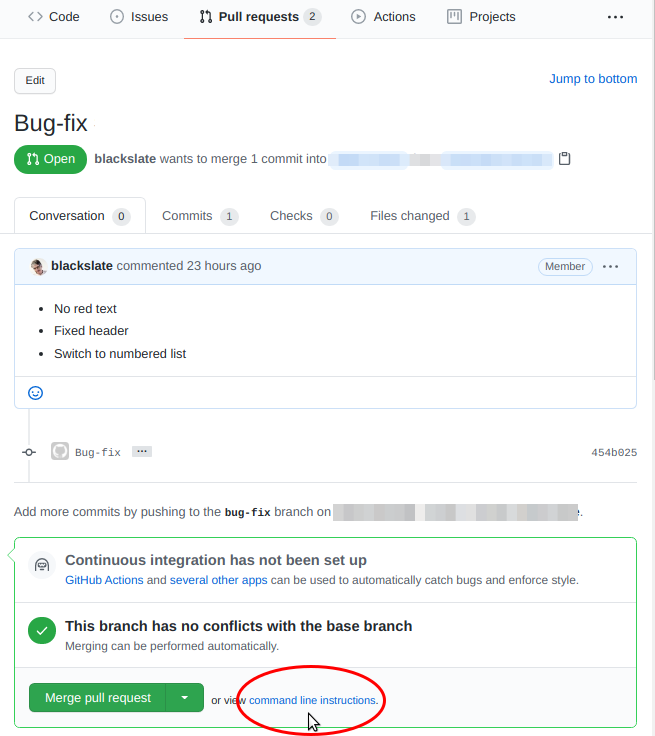 Code Issues Pull requests 2 Actions Projects
Edit Jump to bottom
Bug-fix
Open blackslate wants to merge 1 commit into
Conversation 0 Commits 1 Checks 0 Files changed 1
blackslate commented 23 hours ago Member
No red text
Fixed header
Switch to numbered list
Bug-fix 454b025
Add more commits by pushing to the bug-fix branch on .
Continuous integration has not been set up
GitHub Actions and several other apps can be used to automatically catch bugs and enforce style.
This branch has no conflicts with the base branch
Merging can be performed automatically.
Merge pull request or view command line instructions.